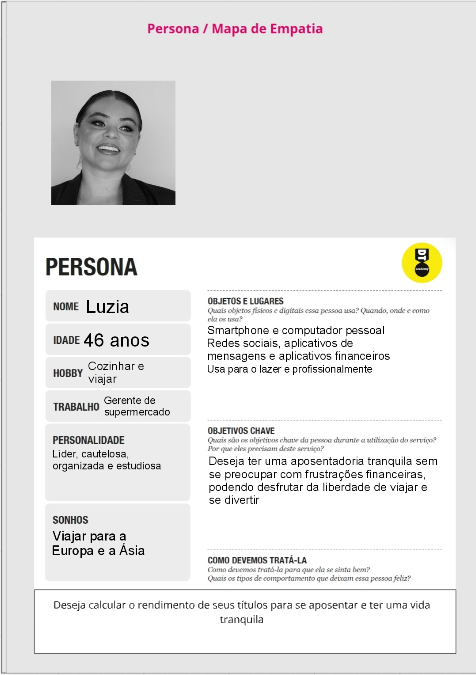 Persona / Mapa de Empatia
PERSONA
DT
NOME Luzia
IDADE 46 anos
HOBBY Cozinhar e
viajar
TRABALHO Gerente de
supermercado
PERSONALIDADE
Lider, cautelosa,
organizada e estudiosa
SONHOS
Viajar para a
Europa e a Ásia
OBJETOS E LUGARES
Quais objetos físicos e digitais essa pessoa usa? Quando, onde e como
ela os usa?
Smartphone e computador pessoal
Redes sociais, aplicativos de
mensagens e aplicativos financeiros
Usa para o lazer e profissionalmente
OBJETIVOS CHAVE
Quais são os objetivos chave da pessoa durante a utilização do serviço?
Por que eles precisam deste serviço?
Deseja ter uma aposentadoria tranquila sem
se preocupar com frustrações financeiras,
podendo desfrutar da liberdade de viajar e
se divertir
COMO DEVEMOS TRATÁ-LA
Como devemos tratá-la para que ela se sinta bem?
Quais os tipos de comportamento que deixam essa pessoa feliz?
Deseja calcular o rendimento de seus títulos para se aposentar e ter uma vida
tranquila